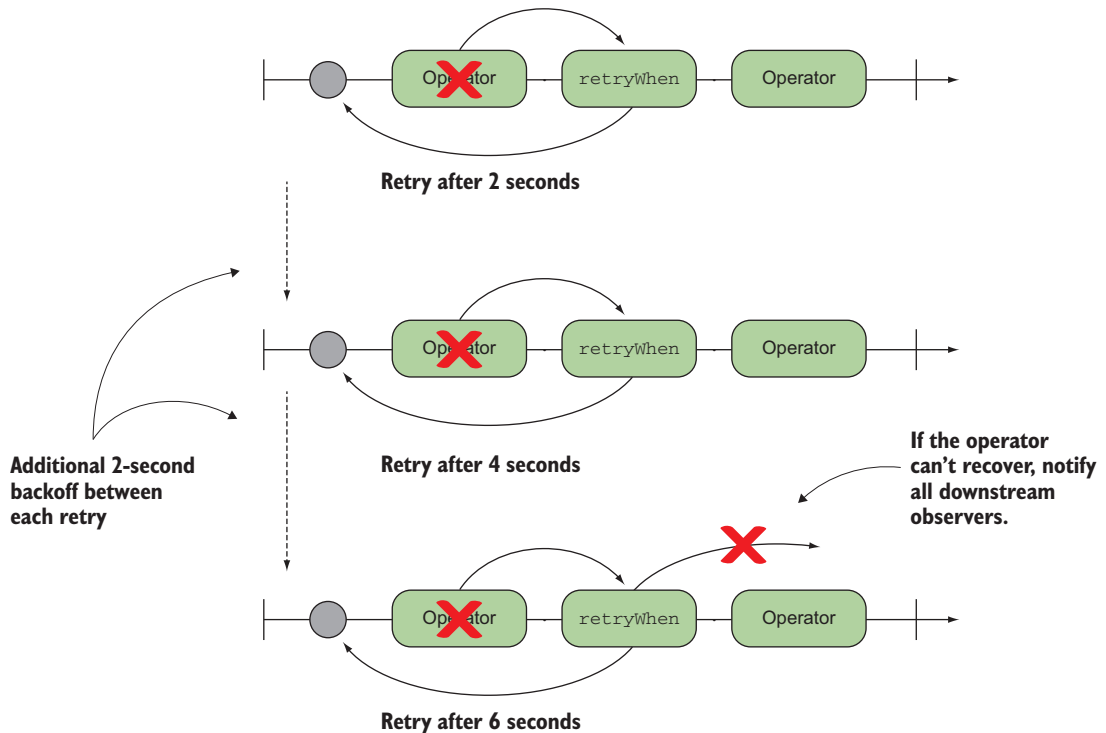 Operator retryWhen Operator
Retry after 2 seconds
Operator retryWhen Operator
Retry after 4 seconds
Additional 2-second
backoff between
each retry
If the operator
can't recover, notify
all downstream
observers.
Operator retryWhen Operator
Retry after 6 seconds